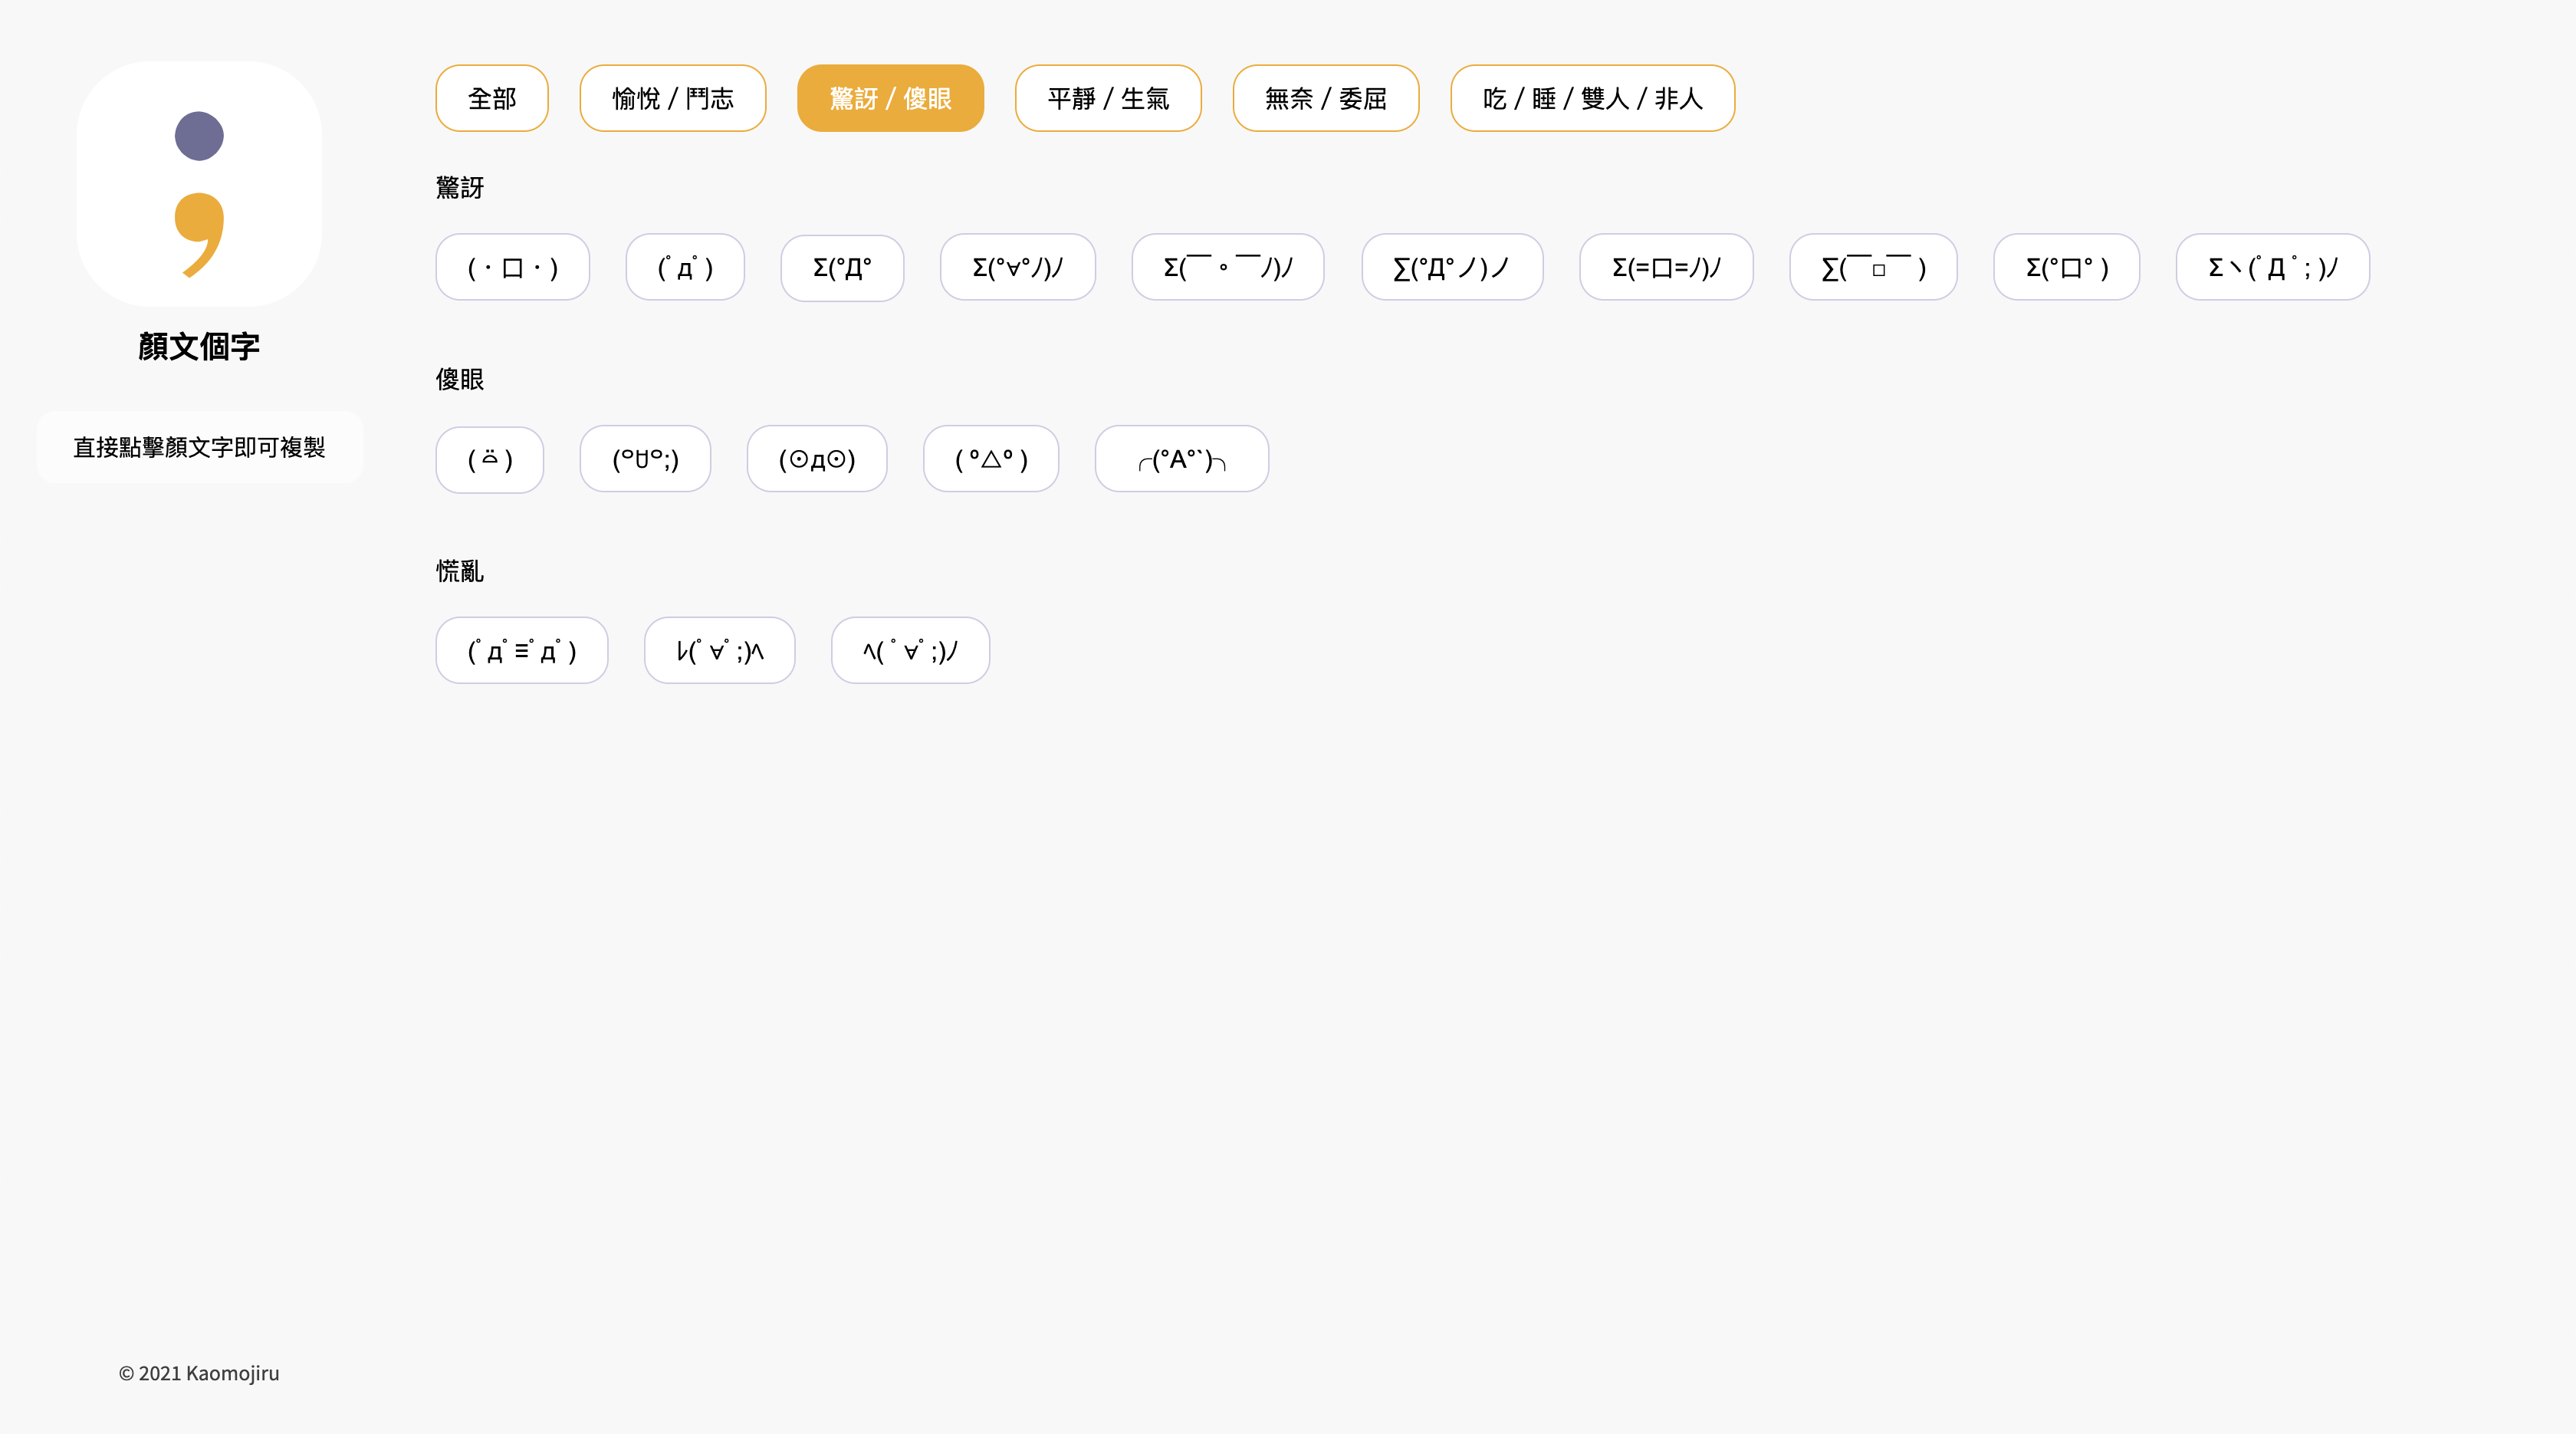 全部
愉悅 / 鬥志
驚訝 / 傻眼
平靜 / 生氣
無奈 / 委屈
吃 / 睡 / 雙人 / 非人
顏文個字
直接點擊顏文字即可複製
驚訝
(・口・)
(ﾟдﾟ)
Σ(°Д°
Σ(°∀°ﾉ)ﾉ
Σ(￣。￣ﾉ)ﾉ
∑(°Д°ノ)ノ
Σ(=口=ﾉ)ﾉ
∑(￣□￣ )
Σ(°口° )
Σヽ(ﾟД ﾟ; )ﾉ
傻眼
(꒪ꇴ꒪;)
(⊙д⊙)
( º△º )
╭(°A°`)╮
慌亂
(ﾟдﾟ≡ﾟдﾟ)
ﾚ(ﾟ∀ﾟ;)ﾍ
ﾍ( ﾟ∀ﾟ;)ﾉ
© 2021 Kaomojiru